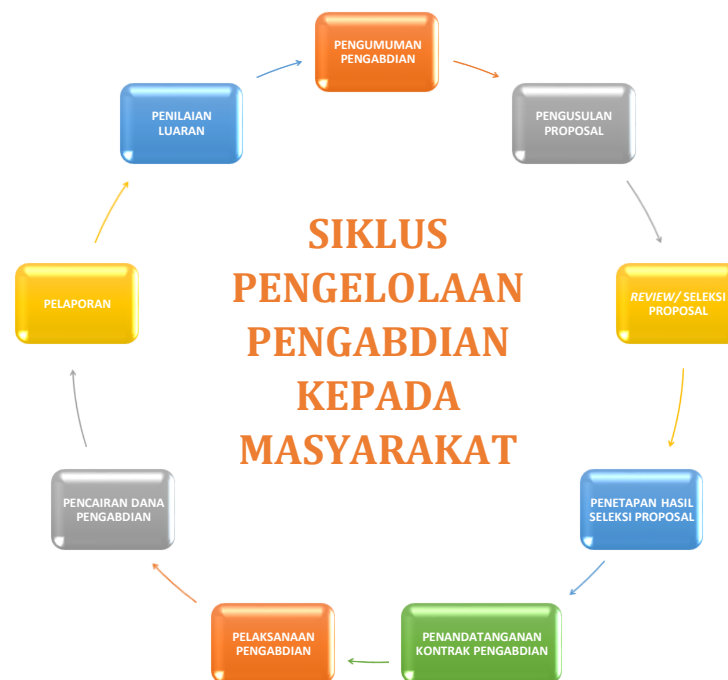 PENGUMUMAN
PENGABDIAN
PENGUSULAN
PROPOSAL
REVIEW/ SELEKSI
PROPOSAL
PENETAPAN HASIL
SELEKSI PROPOSAL
PENANDATANGANAN
KONTRAK PENGABDIAN
PELAKSANAAN
PENGABDIAN
PENCAIRAN DANA
PENGABDIAN
PELAPORAN
PENILAIAN
LUARAN
SIKLUS
PENGELOLAAN
PENGABDIAN
KEPADA
MASYARAKAT